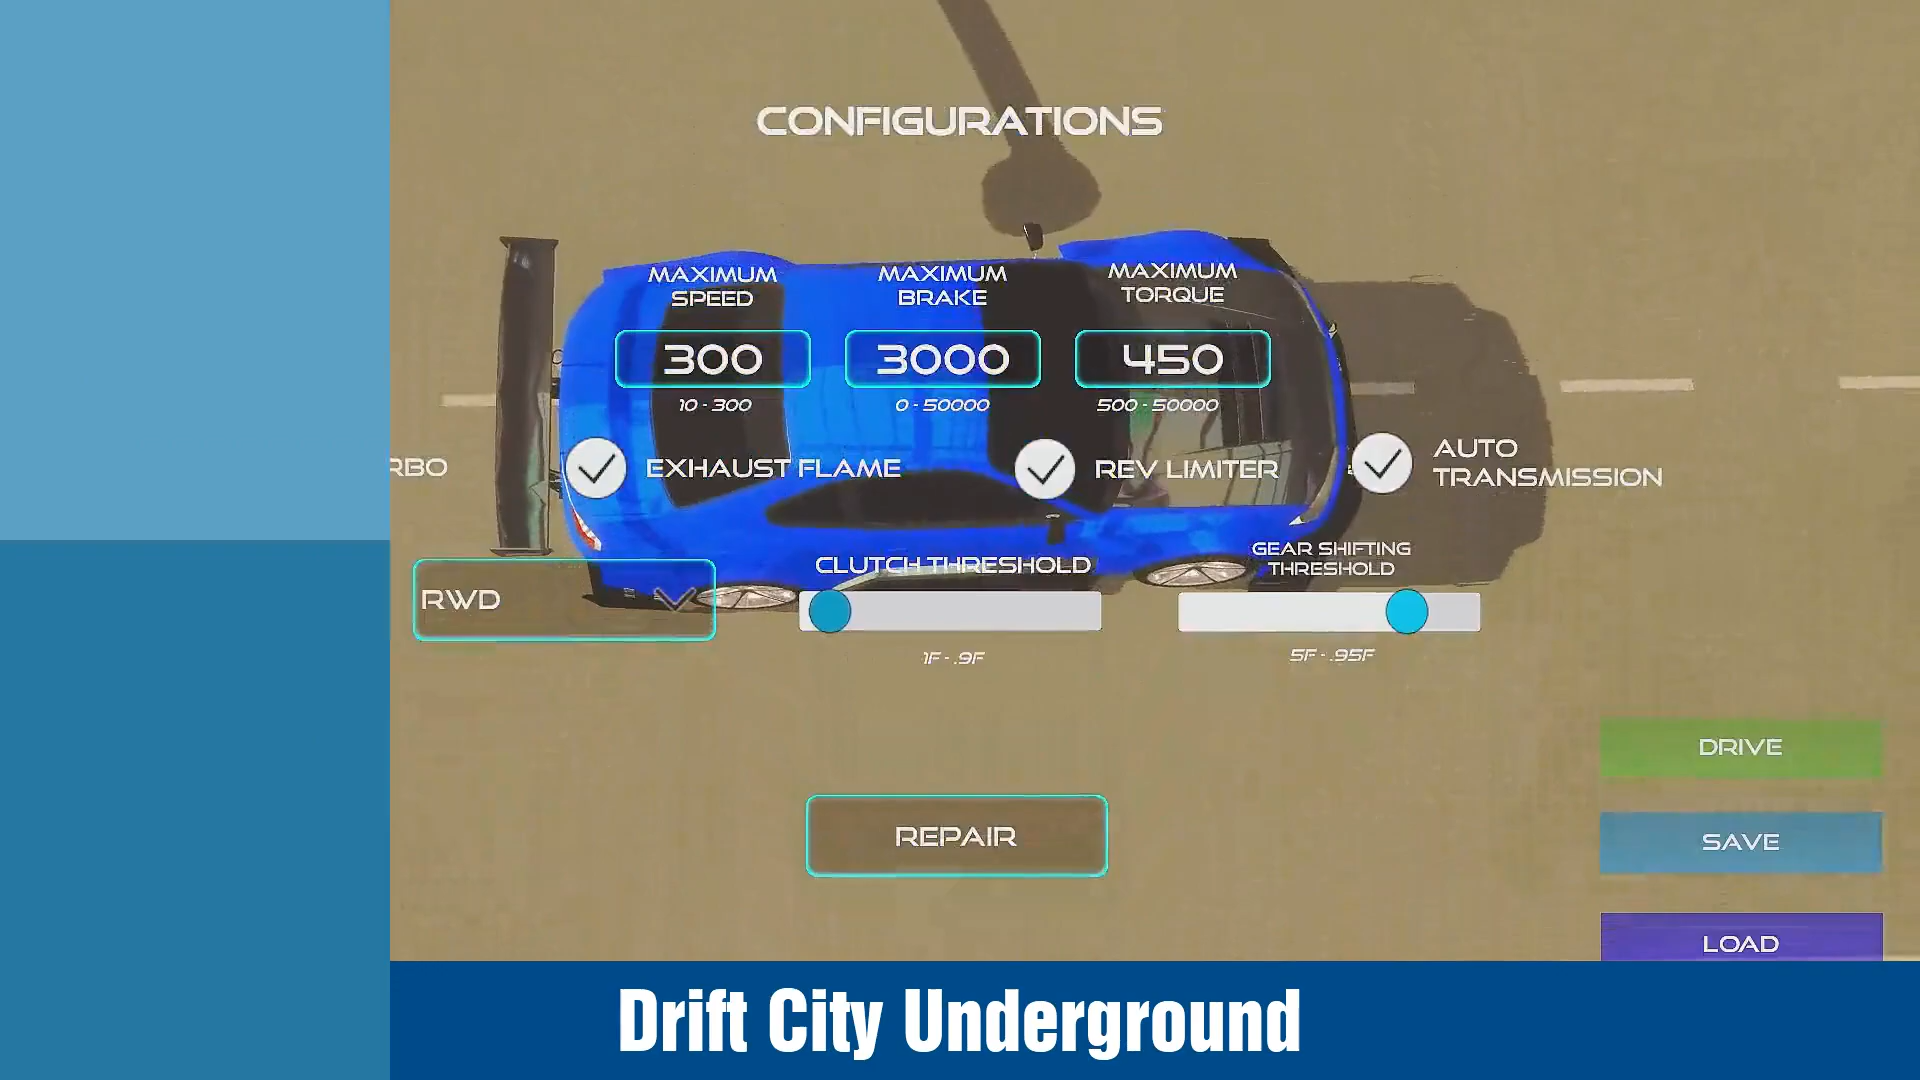 CONFIGURATIONS
MAXIMUM
SPEED
MAXIMUM
BRAKE
MAXIMUM
TORQUE
300
3000
450
10 - 300
0 - 50000
500 - 50000
RBO
EXHAUST FLAME
REV LIMITER
AUTO
TRANSMISSION
RWD
CLUTCH THRESHOLD
GEAR SHIFTING
THRESHOLD
1F - .9F
5F - .95F
DRIVE
REPAIR
SAVE
LOAD
Drift City Underground